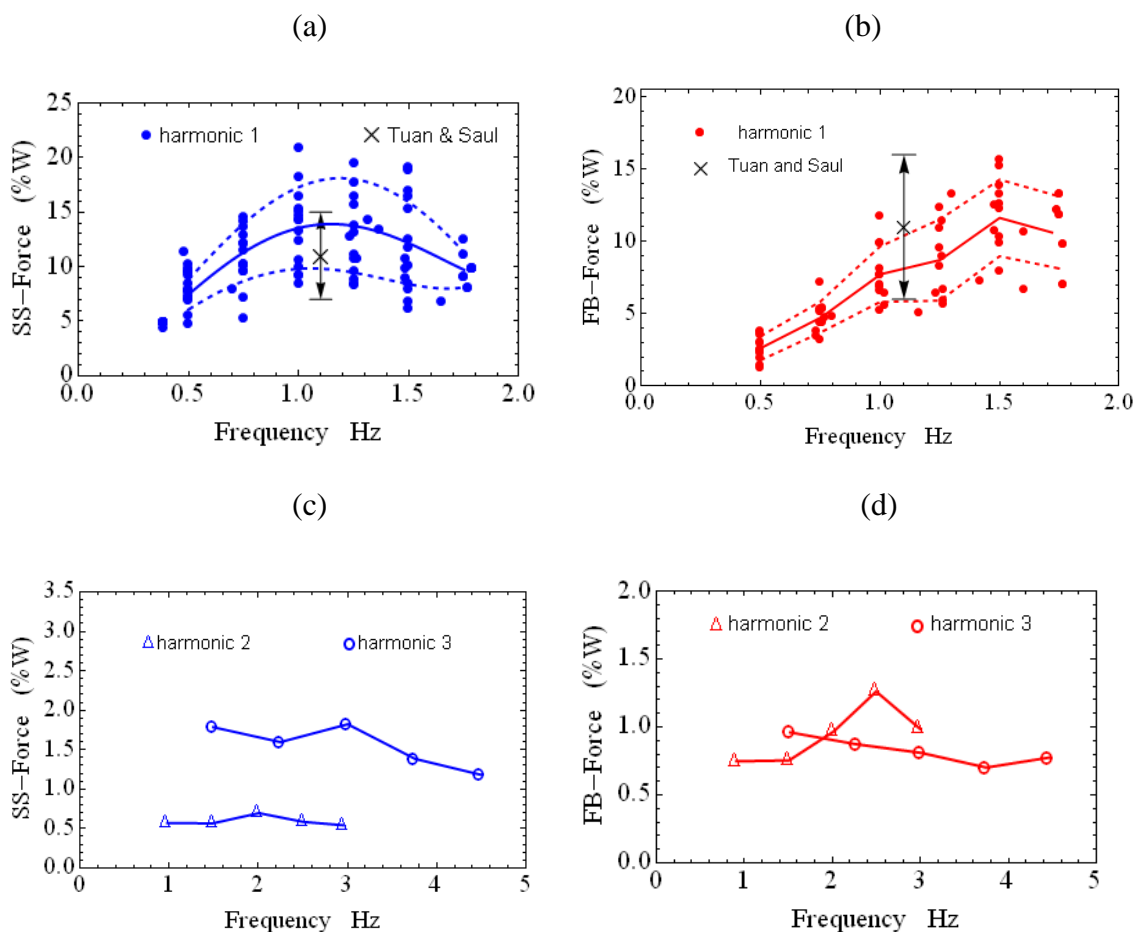 (a)
(b)
SS−Force (%W)
25
20
15
10
5
0
harmonic 1
Tuan & Saul
0.0 0.5 1.0 1.5 2.0
Frequency Hz
FB−Force (%W)
20
15
10
5
0
harmonic 1
Tuan and Saul
0.0 0.5 1.0 1.5 2.0
Frequency Hz
(c)
(d)
SS−Force (%W)
3.5
3.0
2.5
2.0
1.5
1.0
0.5
0.0
harmonic 2
harmonic 3
0 1 2 3 4 5
Frequency Hz
FB−Force (%W)
2.0
1.5
1.0
0.5
0.0
harmonic 2
harmonic 3
0 1 2 3 4 5
Frequency Hz